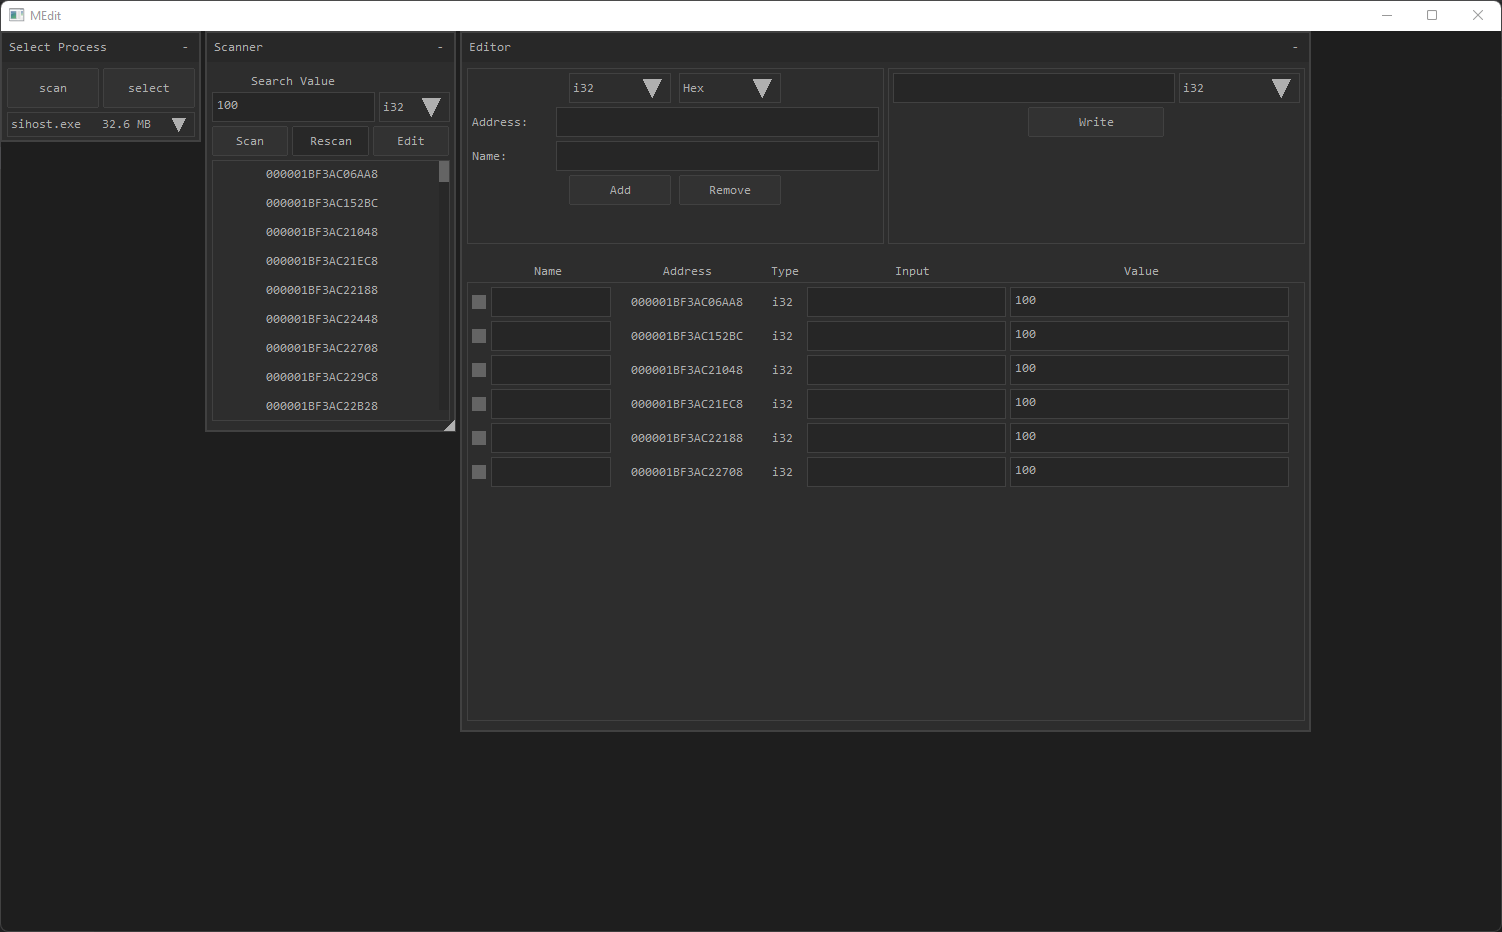 MEdit
Select Process -
scan select
sihost.exe 32.6 MB
Scanner -
Search Value
100 i32
Scan Rescan Edit
000001BF3AC06AA8
000001BF3AC152BC
000001BF3AC21048
000001BF3AC21EC8
000001BF3AC22188
000001BF3AC22448
000001BF3AC22708
000001BF3AC229C8
000001BF3AC22B28
Editor -
i32 Hex
Address:
Name:
Add Remove
i32
Write
Name Address Type Input Value
000001BF3AC06AA8 i32 100
000001BF3AC152BC i32 100
000001BF3AC21048 i32 100
000001BF3AC21EC8 i32 100
000001BF3AC22188 i32 100
000001BF3AC22708 i32 100